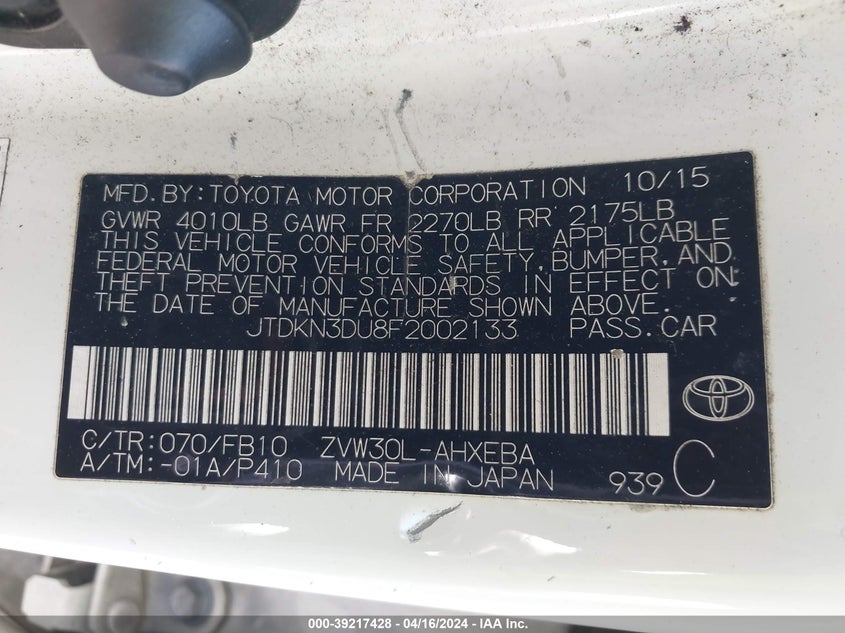 MFD.BY:TOYOTA MOTOR CORPORATION 10/15
GVWR 4010LB GAWR FR 2270LB RR 2175LB
THIS VEHICLE CONFORMS TO ALL APPLICABLE
FEDERAL MOTOR VEHICLE SAFETY,BUMPER,AND
THEFT PREVENTION STANDARDS IN EFFECT ON
THE DATE OF MANUFACTURE SHOWN ABOVE.
JTDKN3DU8F2002133 PASS.CAR
C/TR:070/FB10 ZVW30L-AHXEBA
A/TM:-01A/P410 MADE IN JAPAN 939 C
000-39217428 - 04/16/2024 - IAA Inc.